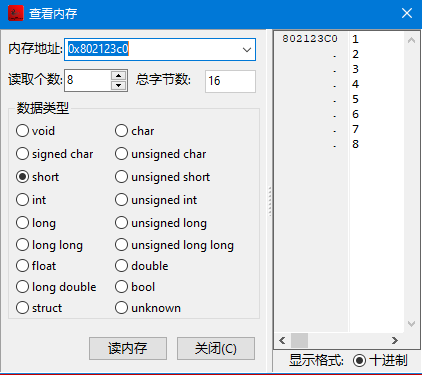 查看内存
内存地址: 0x802123c0
读取个数: 8 总字节数: 16
数据类型
void char
signed char unsigned char
short unsigned short
int unsigned int
long unsigned long
long long unsigned long long
float double
long double bool
struct unknown
读内存 关闭(C)
802123C0 1
. 2
. 3
. 4
. 5
. 6
. 7
. 8
显示格式: 十进制